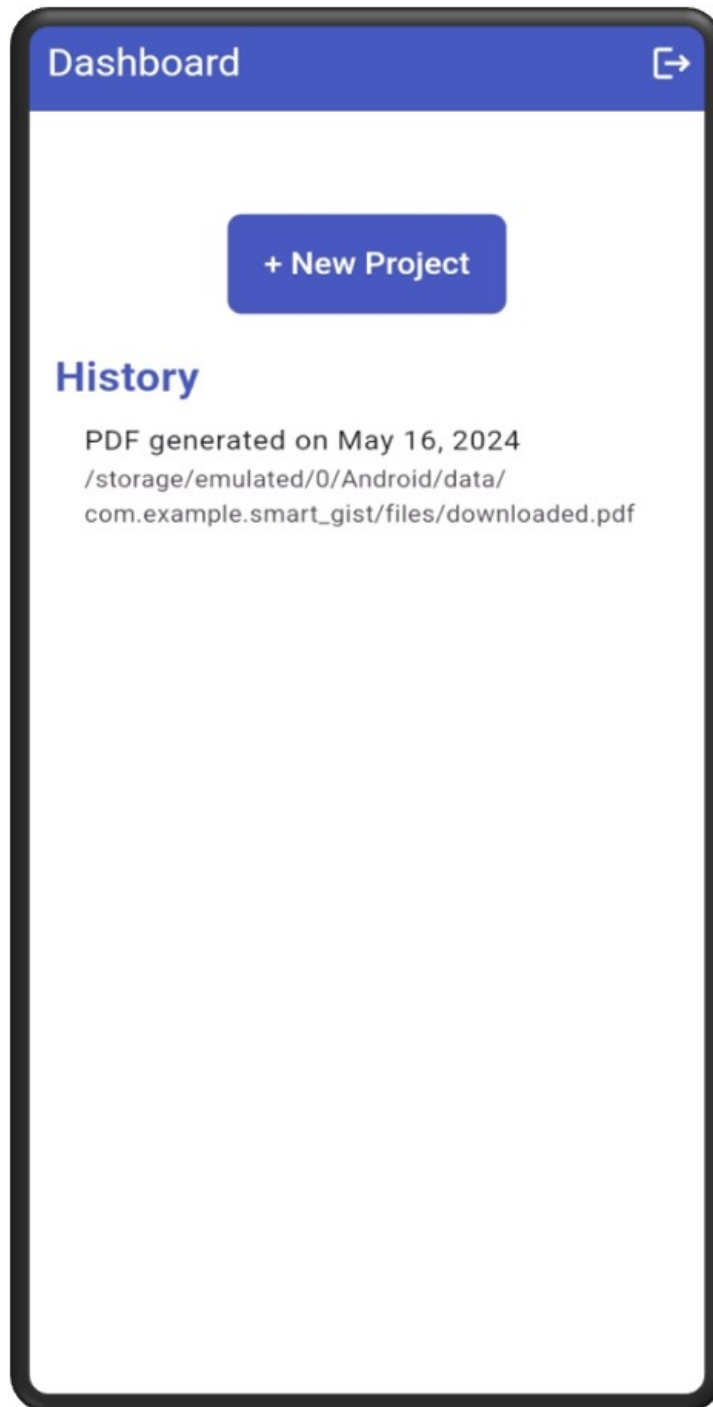 Dashboard
+ New Project
History
PDF generated on May 16, 2024
/storage/emulated/0/Android/data/
com.example.smart_gist/files/downloaded.pdf